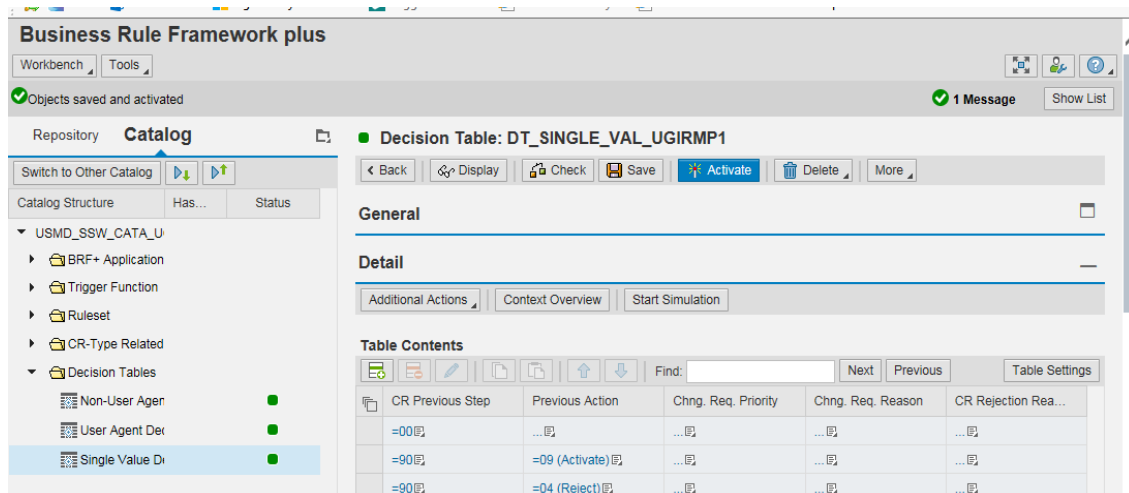 Business Rule Framework plus
Workbench Tools
Objects saved and activated 1 Message Show List
Repository Catalog
Decision Table: DT_SINGLE_VAL_UGIRMP1
Switch to Other Catalog
Back Display Check Save Activate Delete More
Catalog Structure Has... Status
General
USMD_SSW_CATA_U
BRF+ Application
Detail
Trigger Function
Additional Actions Context Overview Start Simulation
Ruleset
CR-Type Related
Table Contents
Decision Tables
Find: Next Previous Table Settings
Non-User Agen
CR Previous Step Previous Action Chng. Req. Priority Chng. Req. Reason CR Rejection Rea...
User Agent Dec
=00 ... ... ... ...
Single Value De
=90 =09 (Activate) ... ... ...
=90 =04 (Reject) ... ... ...